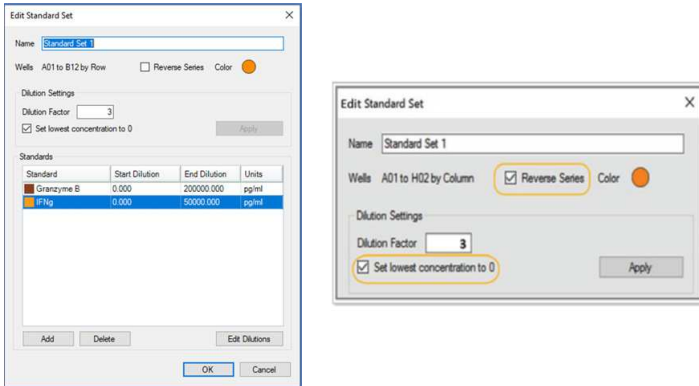 Edit Standard Set
Name Standard Set 1
Wells A01 to B12 by Row Reverse Series Color
Dilution Settings
Dilution Factor 3
Set lowest concentration to 0 Apply
Standards
Standard Start Dilution End Dilution Units
Granzyme B 0.000 200000.000 pg/ml
IFNg 0.000 50000.000 pg/ml
Add Delete Edit Dilutions
OK Cancel
Edit Standard Set
Name Standard Set 1
Wells A01 to H02 by Column Reverse Series Color
Dilution Settings
Dilution Factor 3
Set lowest concentration to 0 Apply